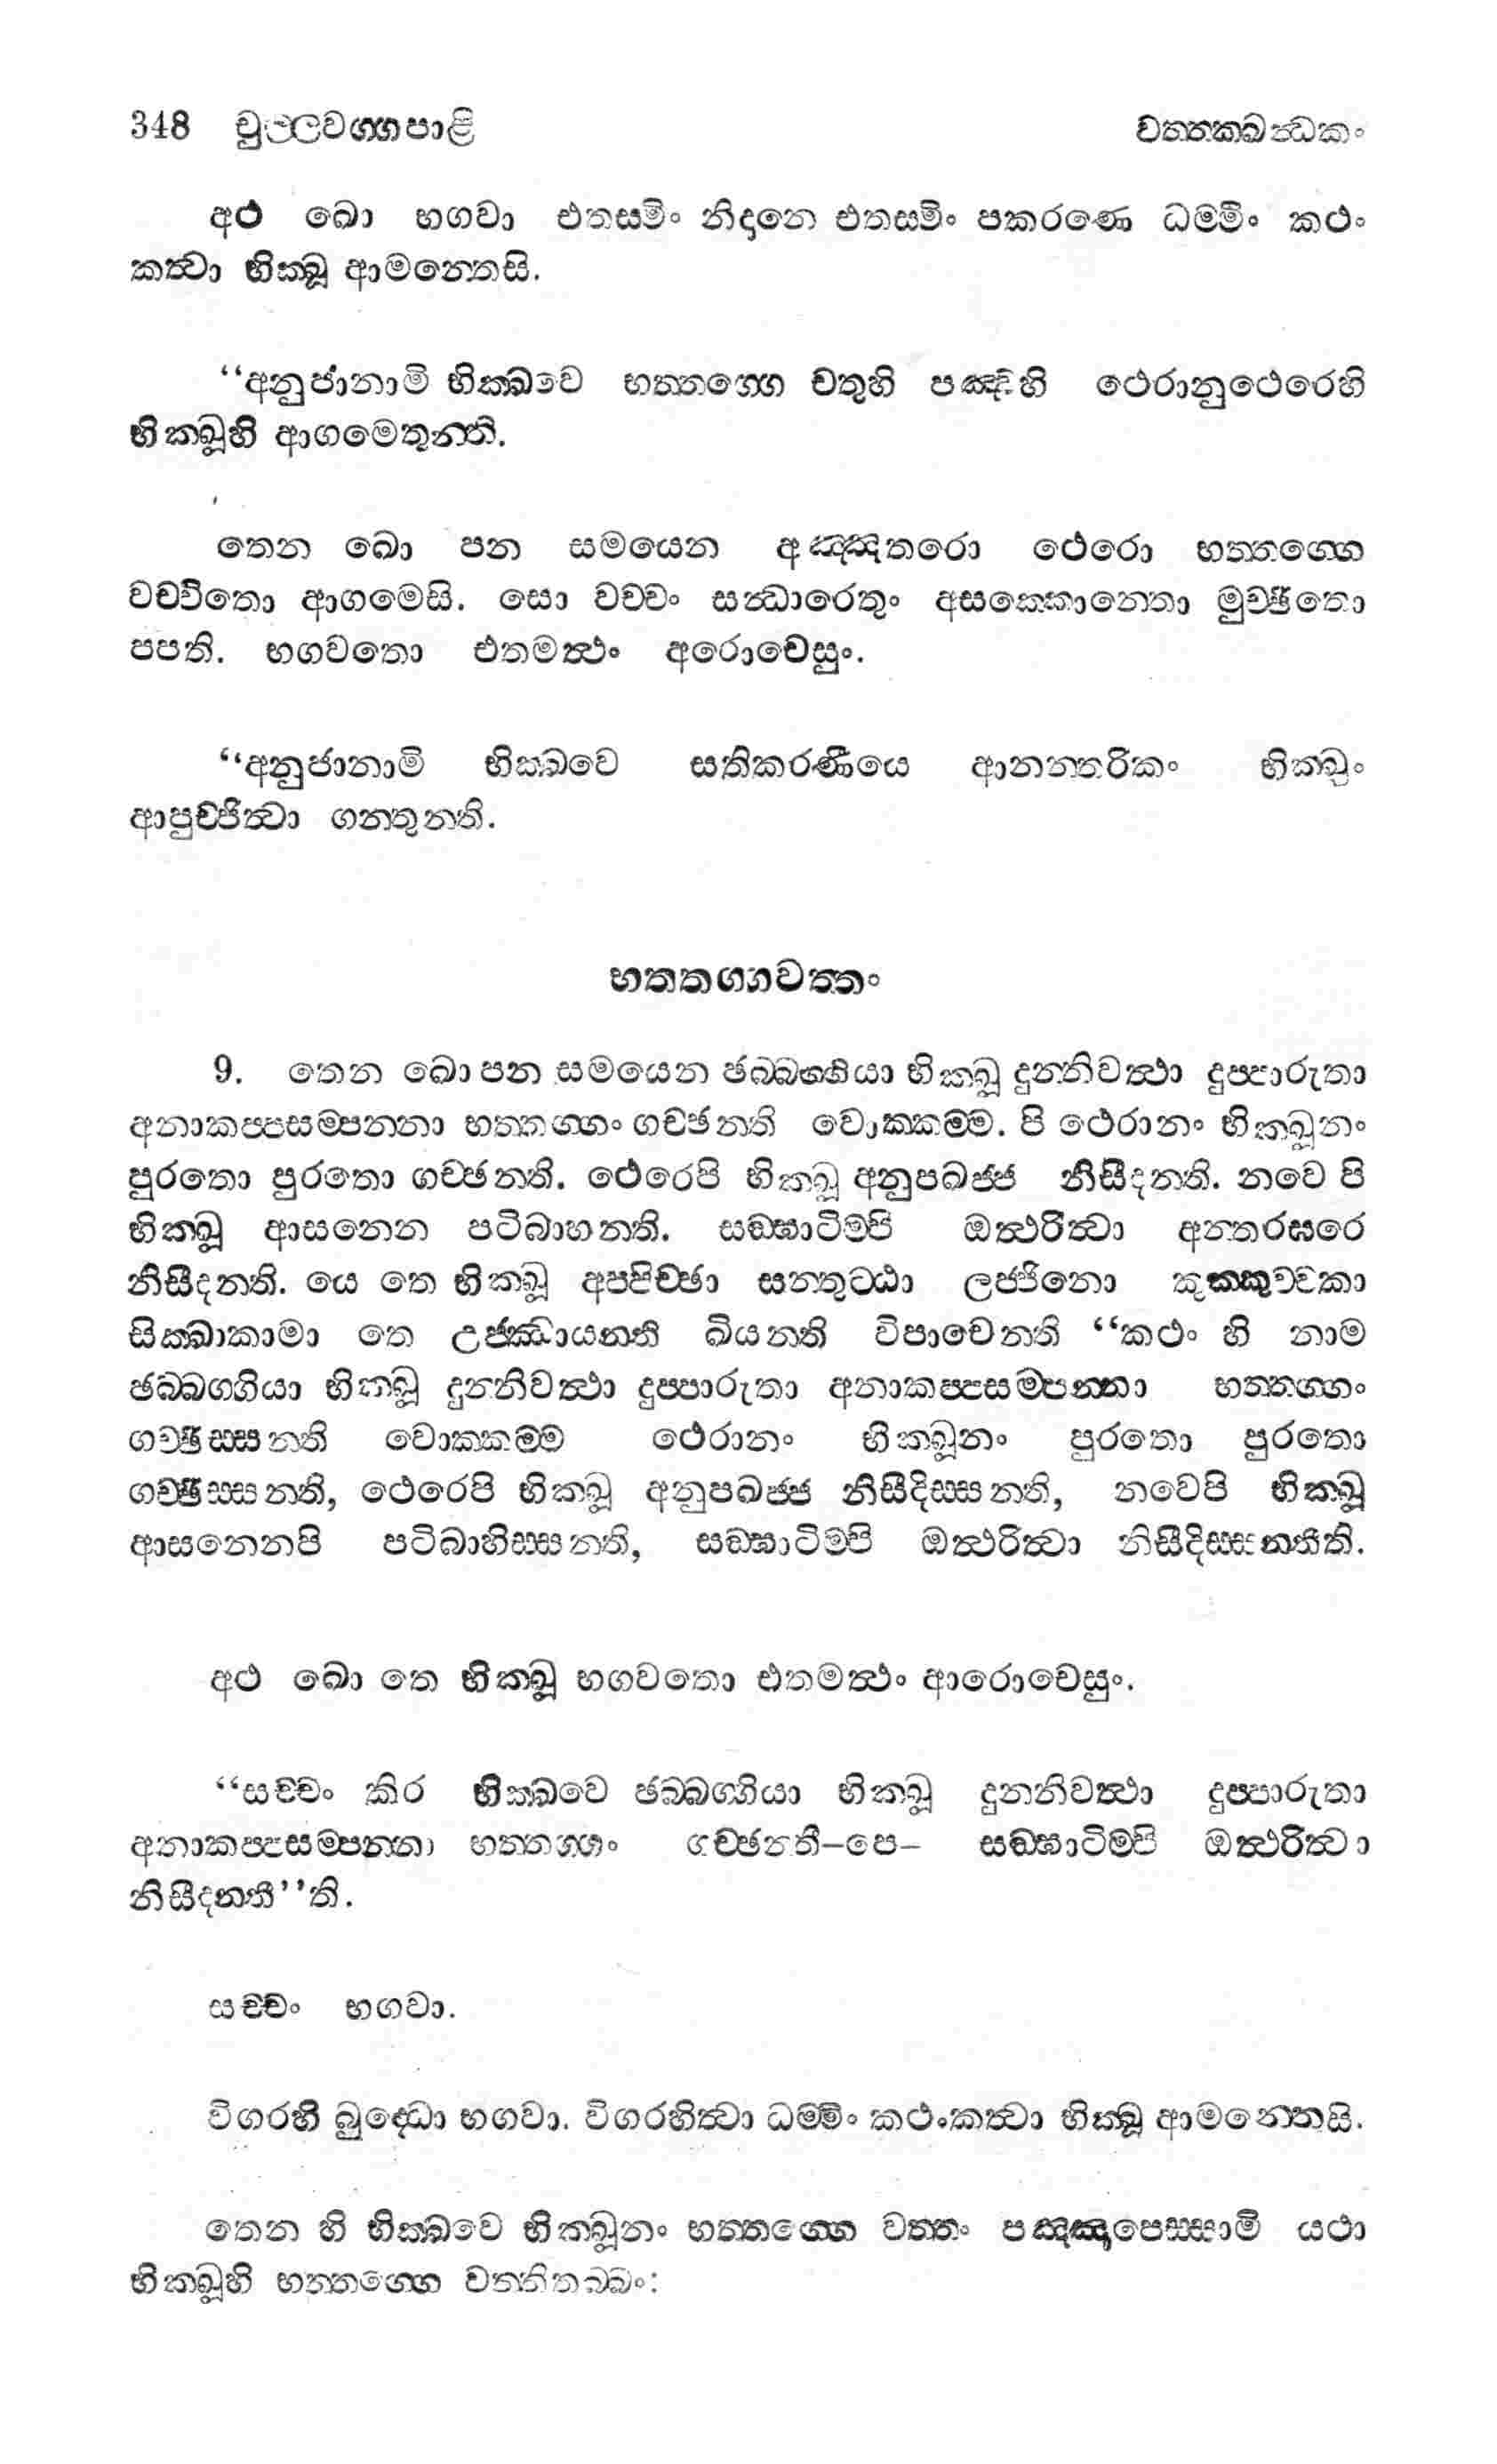 348 චුල්ලවග්ගපාළි වත්තක්ඛන්ධකං
අථ ඛො භගවා එතස්මිං නිදානෙ එතස්මිං පකරණෙ ධම්මිං කථං
කත්වා භික්ඛූ ආමන්තෙසි.
“අනුජානාමි භික්ඛවෙ භත්තග්ගෙ චතුහි පඤ්චහි ථෙරානුථෙරෙහි
භික්ඛූහි ආගමෙතුන්ති.
තෙන ඛො පන සමයෙන අඤ්ඤතරො ථෙරො භත්තග්ගෙ
වච්චිතො ආගමෙසි. සො වච්චං සන්ධාරෙතුං අසක්කොන්තො මුච්ඡිතො
පපති. භගවතො එතමත්ථං අරොචෙසුං.
“අනුජානාමි භික්ඛවෙ සතිකරණීයෙ ආනන්තරිකං භික්ඛුං
ආපුච්ජිත්වා ගන්තුන්ති.
භත්තග්ගවත්තං
9. තෙන ඛො පන සමයෙන ඡබ්බග්ගියා භික්ඛූ දුන්නිවත්ථා දුප්පාරුතා
අනාකප්පසම්පන්නා භත්තග්ගං ගච්ඡන්ති වොක්කම්ම. පි ථෙරානං භික්ඛූනං
පුරතො පුරතො ගච්ඡන්ති. ථෙරෙපි භික්ඛූ අනුපඛජ්ජ නිසීදන්ති. නවෙ පි
භික්ඛූ ආසනෙන පටිබාහන්ති. සඞ්ඝාටිම්පි ඔත්ථරිත්වා අන්තරඝරෙ
නිසීදන්ති. යෙ තෙ භික්ඛූ අප්පිච්ඡා සන්තුට්ඨා ලජ්ජිනො කුක්කුච්චකා
සික්ඛාකාමා තෙ උජ්ඣායන්ති ඛියන්ති විපාචෙන්ති “කථං හි නාම
ඡබ්බග්ගියා භික්ඛූ දුන්නිවත්ථා දුප්පාරුතා අනාකප්පසම්පන්නා භත්තග්ගං
ගච්ඡිස්සන්ති වොක්කම්ම ථෙරානං භික්ඛූනං පුරතො පුරතො
ගච්ඡිස්සන්ති, ථෙරෙපි භික්ඛූ අනුපඛජ්ජ නිසීදිස්සන්ති, නවෙපි භික්ඛූ
ආසනෙනපි පටිබාහිස්සන්ති, සඞ්ඝාටිම්පි ඔත්ථරිත්වා නිසීදිස්සන්තීති.
අථ ඛො තෙ භික්ඛූ භගවතො එතමත්ථං ආරොචෙසුං.
“සච්චං කිර භික්ඛවෙ ඡබ්බග්ගියා භික්ඛූ දුන්නිවත්ථා දුප්පාරුතා
අනාකප්පසම්පන්නා භත්තග්ගං ගච්ඡන්ති–පෙ– සඞ්ඝාටිම්පි ඔත්ථරිත්වා
නිසීදන්තී’’ති.
සච්චං භගවා.
විගරහි බුද්ධො භගවා. විගරහිත්වා ධම්මිං කථංකත්වා භික්ඛූ ආමන්තෙසි.
තෙන හි භික්ඛවෙ භික්ඛූනං භත්තග්ගෙ වත්තං පඤ්ඤාපෙස්සාමි යථා
භික්ඛූහි භත්තග්ගෙ වත්තිතබ්බං: